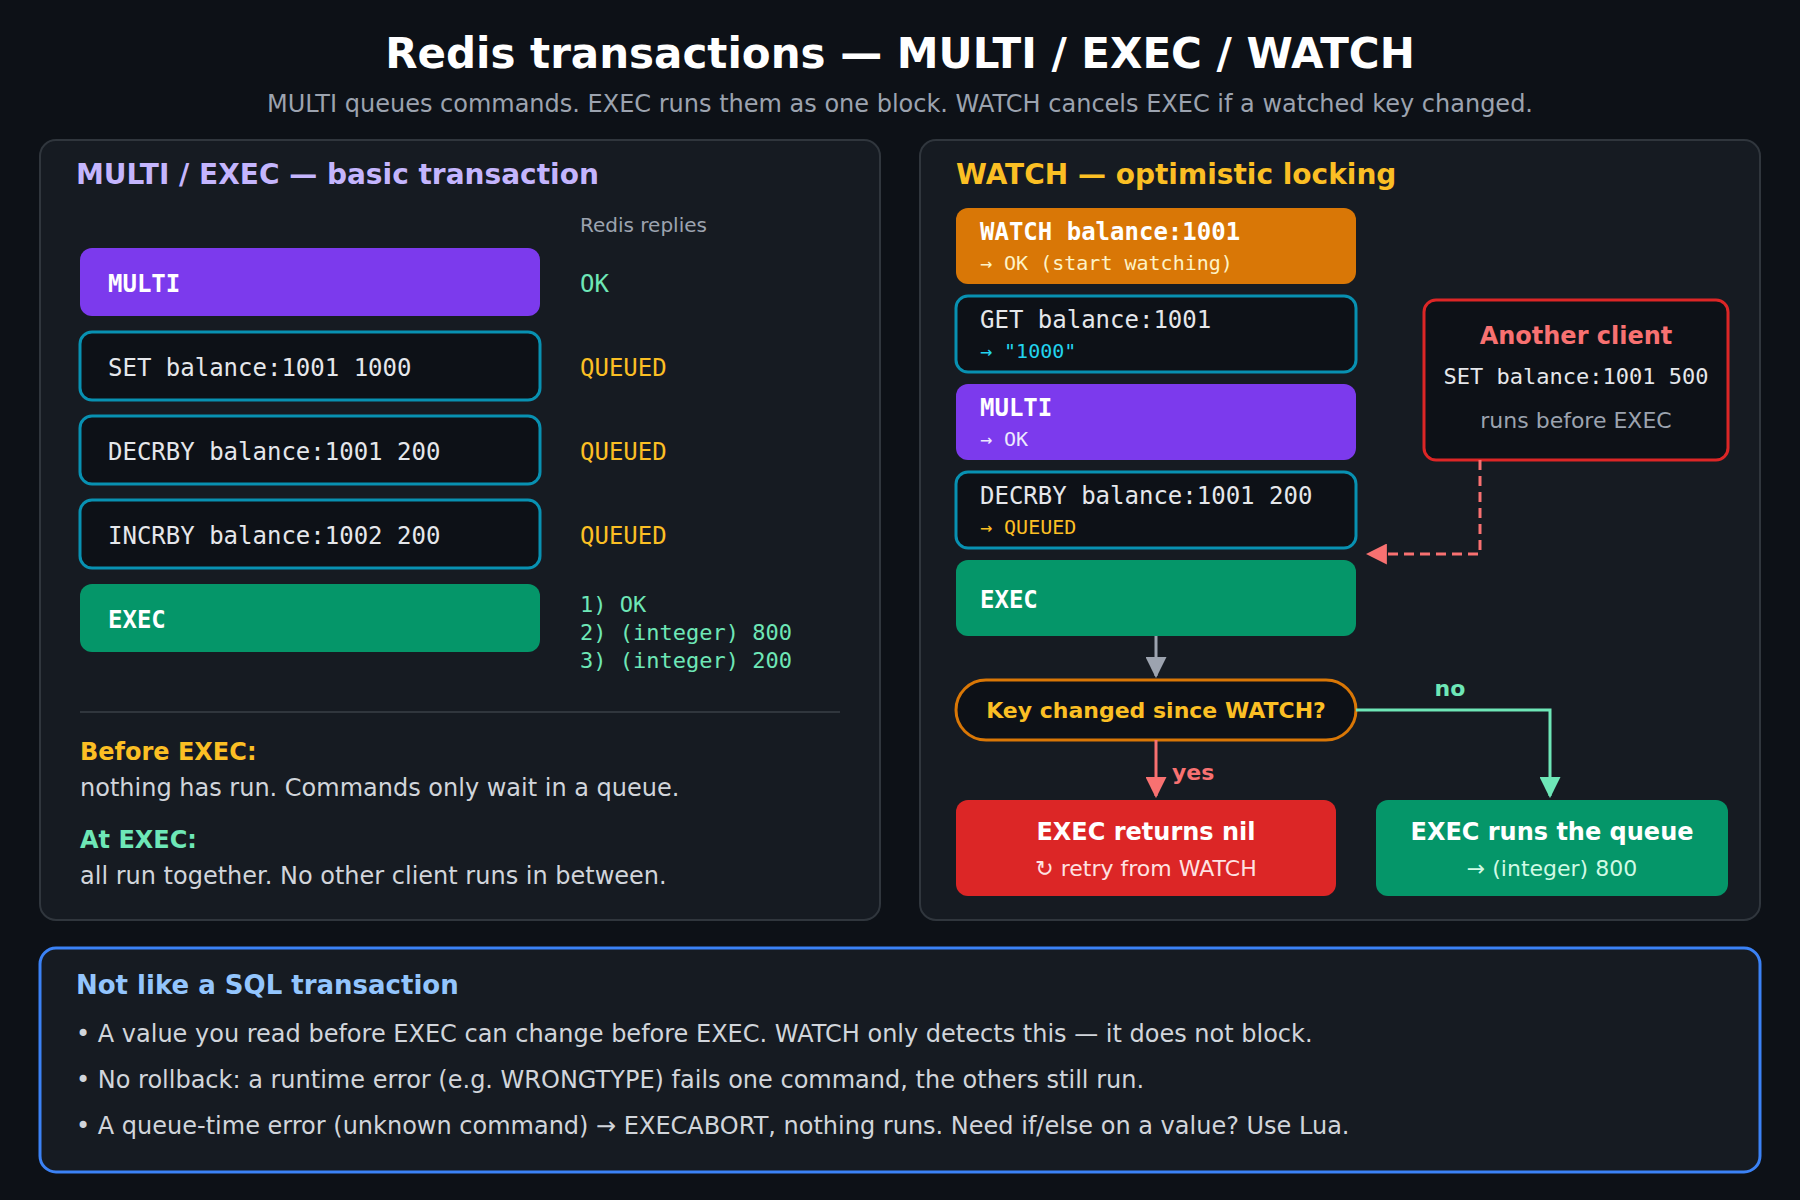 Redis transactions — MULTI / EXEC / WATCH
MULTI queues commands. EXEC runs them as one block. WATCH cancels EXEC if a watched key changed.
MULTI / EXEC — basic transaction
Redis replies
MULTI
OK
SET balance:1001 1000
QUEUED
DECRBY balance:1001 200
QUEUED
INCRBY balance:1002 200
QUEUED
EXEC
1) OK
2) (integer) 800
3) (integer) 200
Before EXEC:
nothing has run. Commands only wait in a queue.
At EXEC:
all run together. No other client runs in between.
WATCH — optimistic locking
WATCH balance:1001
→ OK (start watching)
GET balance:1001
→ "1000"
MULTI
→ OK
DECRBY balance:1001 200
→ QUEUED
EXEC
Another client
SET balance:1001 500
runs before EXEC
Key changed since WATCH?
no
yes
EXEC returns nil
↻ retry from WATCH
EXEC runs the queue
→ (integer) 800
Not like a SQL transaction
• A value you read before EXEC can change before EXEC. WATCH only detects this — it does not block.
• No rollback: a runtime error (e.g. WRONGTYPE) fails one command, the others still run.
• A queue-time error (unknown command) → EXECABORT, nothing runs. Need if/else on a value? Use Lua.